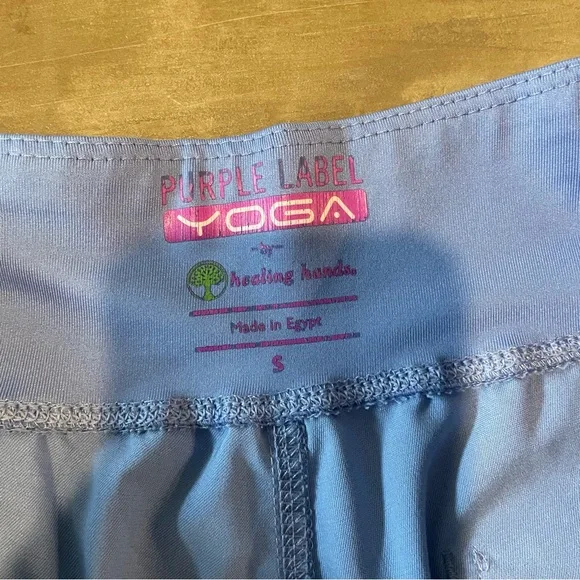 PURPLE LABEL
YOGA
by
healing hands.
Made in Egypt
S